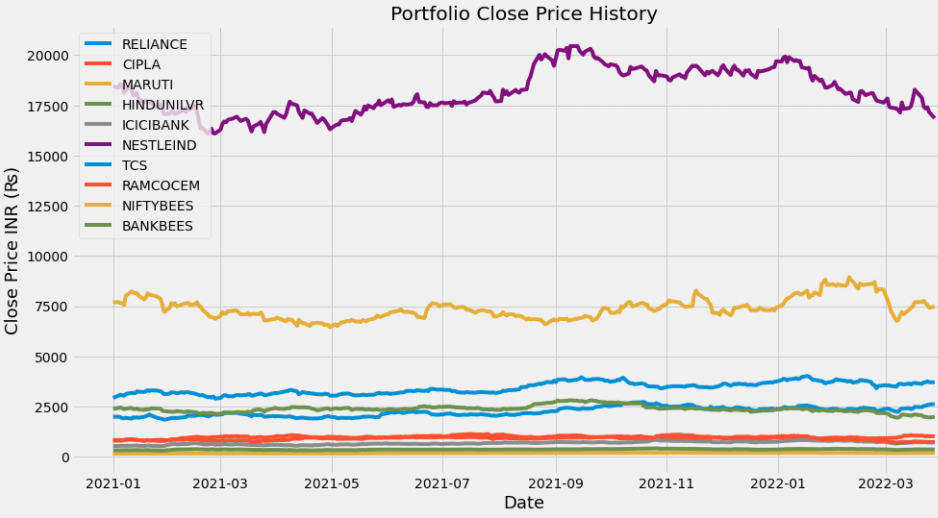 Portfolio Close Price History
RELIANCE
CIPLA
MARUTI
HINDUNILVR
ICICIBANK
NESTLEIND
TCS
RAMCOCEM
NIFTYBEES
BANKBEES
Close Price INR (₨)
20000
17500
15000
12500
10000
7500
5000
2500
0
2021-01 2021-03 2021-05 2021-07 2021-09 2021-11 2022-01 2022-03
Date